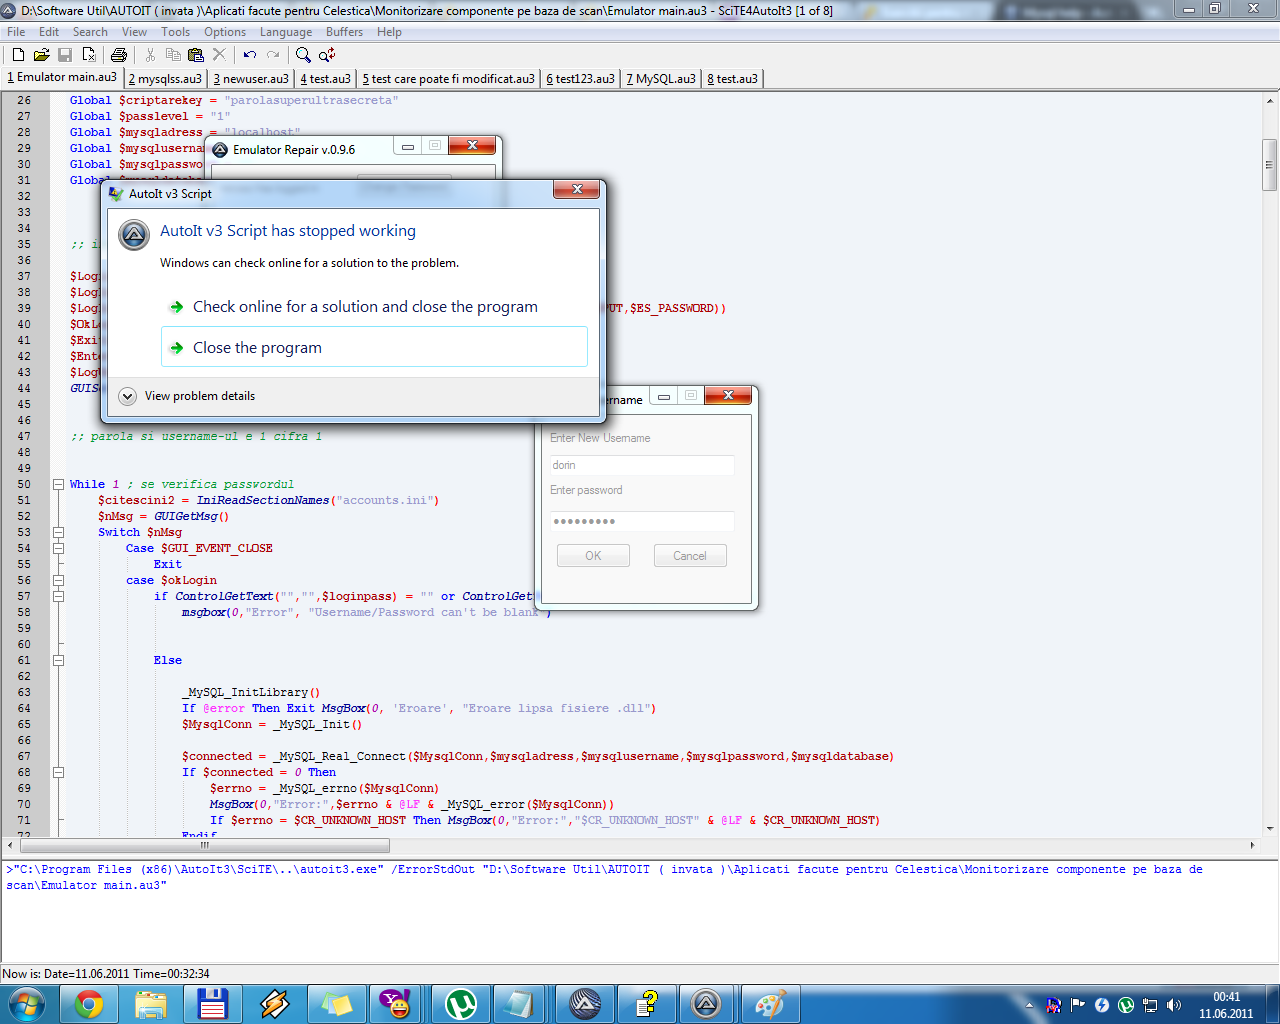 D:\Software Util\AUTOIT ( invata )\Aplicati facute pentru Celestica\Monitorizare componente pe baza de scan\Emulator main.au3 - SciTE4AutoIt3 [1 of 8]
File Edit Search View Tools Options Language Buffers Help
1 Emulator main.au3 2 mysqlss.au3 3 newuser.au3 4 test.au3 5 test care poate fi modificat.au3 6 test123.au3 7 MySQL.au3 8 test.au3
26 Global $criptarekey = "parolasuperultrasecreta"
27 Global $passlevel = "1"
28 Global $mysqladress = "localhost"
29 Global $mysqluserna
30 Global $mysqlpasswo
31 Global $mysqldataba
32
33
34
35 ;; i
36
37 $Log
38 $Log
39 $Log UT,$ES_PASSWORD))
40 $OkL
41 $Exi
42 $Ent
43 $Log
44 GUIS
45
46
47 ;; parola si username-ul e 1 cifra 1
48
49
50 While 1 ; se verifica passwordul
51 $citescini2 = IniReadSectionNames("accounts.ini")
52 $nMsg = GUIGetMsg()
53 Switch $nMsg
54 Case $GUI_EVENT_CLOSE
55 Exit
56 case $okLogin
57 if ControlGetText("","",$loginpass) = "" or ControlGet
58 msgbox(0,"Error", "Username/Password can't be blank")
59
60
61 Else
62
63 _MySQL_InitLibrary()
64 If @error Then Exit MsgBox(0, 'Eroare', "Eroare lipsa fisiere .dll")
65 $MysqlConn = _MySQL_Init()
66
67 $connected = _MySQL_Real_Connect($MysqlConn,$mysqladress,$mysqlusername,$mysqlpassword,$mysqldatabase)
68 If $connected = 0 Then
69 $errno = _MySQL_errno($MysqlConn)
70 MsgBox(0,"Error:",$errno & @LF & _MySQL_error($MysqlConn))
71 If $errno = $CR_UNKNOWN_HOST Then MsgBox(0,"Error:","$CR_UNKNOWN_HOST" & @LF & $CR_UNKNOWN_HOST)
72 Endif
Emulator Repair v.0.9.6
AutoIt v3 Script
AutoIt v3 Script has stopped working
Windows can check online for a solution to the problem.
Check online for a solution and close the program
Close the program
View problem details
ername
Enter New Username
dorin
Enter password
OK Cancel
>"C:\Program Files (x86)\AutoIt3\SciTE\..\autoit3.exe" /ErrorStdOut "D:\Software Util\AUTOIT ( invata )\Aplicati facute pentru Celestica\Monitorizare componente pe baza de
scan\Emulator main.au3"
Now is: Date=11.06.2011 Time=00:32:34
00:41
11.06.2011